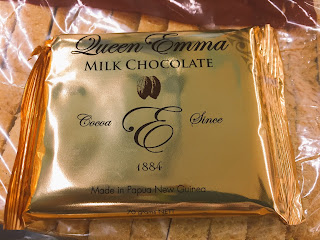 Queen Emma
MILK CHOCOLATE
Cocoa Since
E
1884
Made in Papua New Guinea